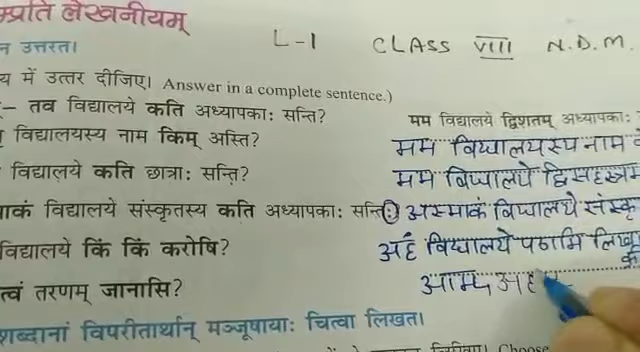 म्प्रति लेखनीयम्
L-1 CLASS VIII N.D.M.
न उत्तरत।
य में उत्तर दीजिए। Answer in a complete sentence.)
– तव विद्यालये कति अध्यापकाः सन्ति? मम विद्यालये द्विशतम् अध्यापकाः
विद्यालयस्य नाम किम् अस्ति? मम विद्यालयस्य नाम
विद्यालये कति छात्राः सन्ति? मम विद्यालये द्विसहस्त्रम
माकं विद्यालये संस्कृतस्य कति अध्यापकाः सन्ति? अस्माकं विद्यालये संस्कृ
विद्यालये किं किं करोषि? अहं विद्यालये पठामि लिखा
त्वं तरणम् जानासि? आम्
शब्दानां विपरीतार्थान् मञ्जूषायाः चित्वा लिखत।